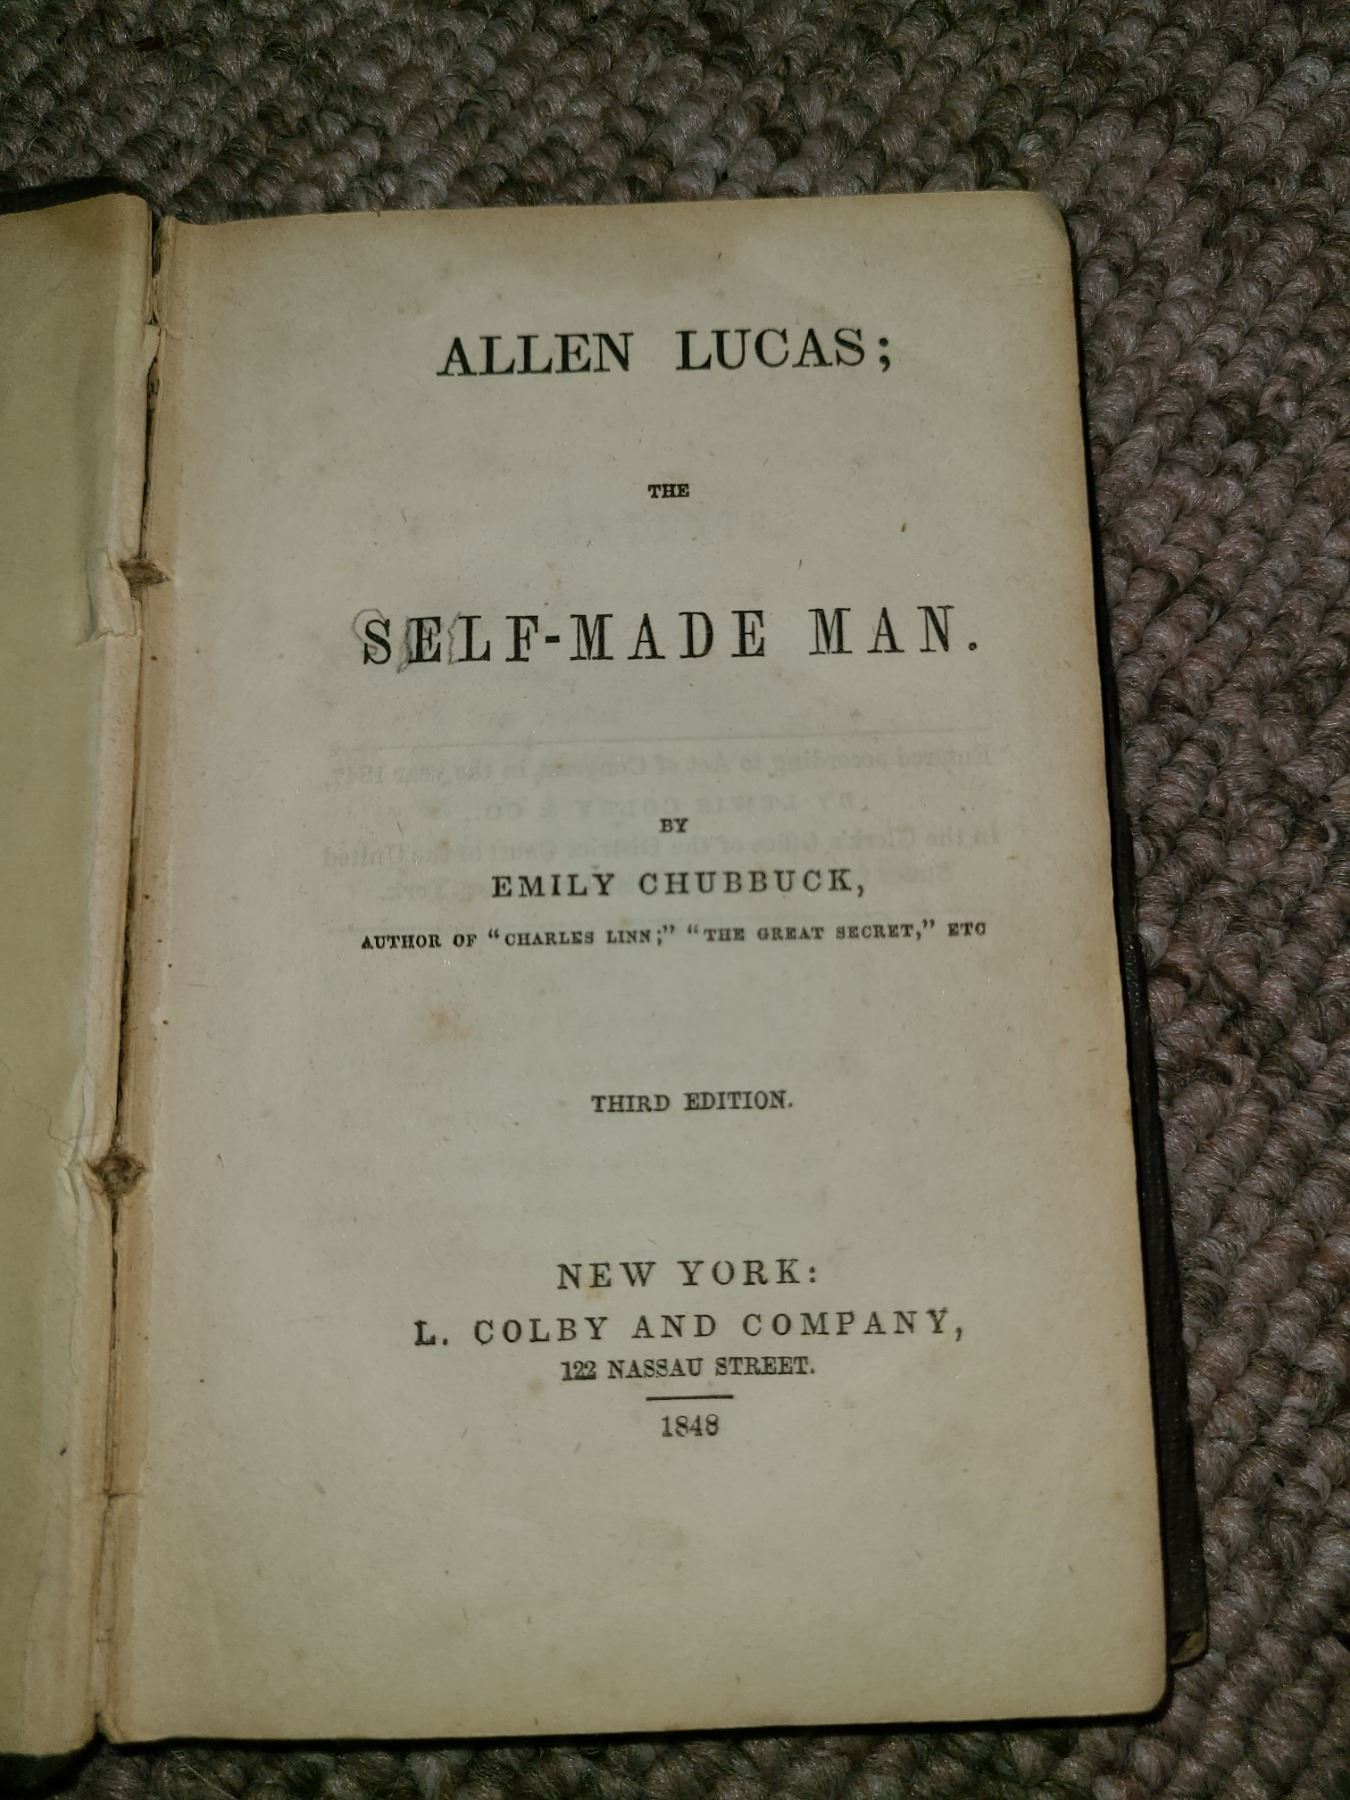 ALLEN LUCAS;
THE
SELF-MADE MAN.
BY
EMILY CHUBBUCK,
AUTHOR OF "CHARLES LINN;" "THE GREAT SECRET," ETC
THIRD EDITION.
NEW YORK:
L. COLBY AND COMPANY,
122 NASSAU STREET.
1848